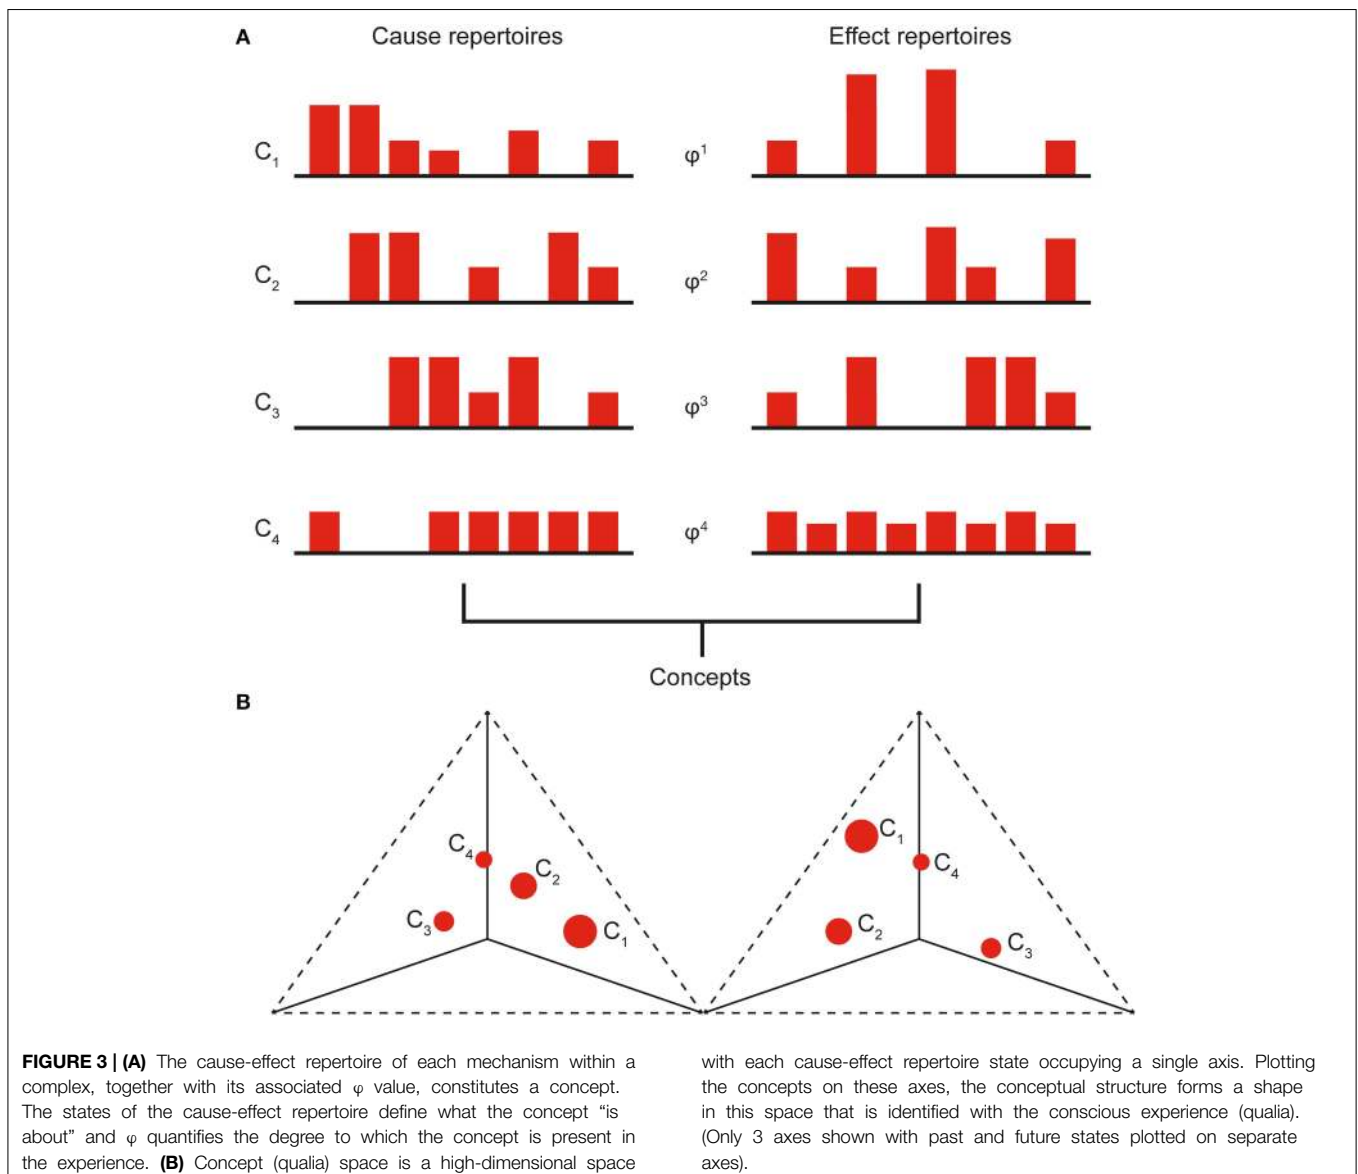 A
Cause repertoires
Effect repertoires
C1
φ1
C2
φ2
C3
φ3
C4
φ4
Concepts
B
C4
C2
C3
C1
C1
C4
C2
C3
FIGURE 3 | (A) The cause-effect repertoire of each mechanism within a
complex, together with its associated φ value, constitutes a concept.
The states of the cause-effect repertoire define what the concept “is
about” and φ quantifies the degree to which the concept is present in
the experience. (B) Concept (qualia) space is a high-dimensional space
with each cause-effect repertoire state occupying a single axis. Plotting
the concepts on these axes, the conceptual structure forms a shape
in this space that is identified with the conscious experience (qualia).
(Only 3 axes shown with past and future states plotted on separate
axes).